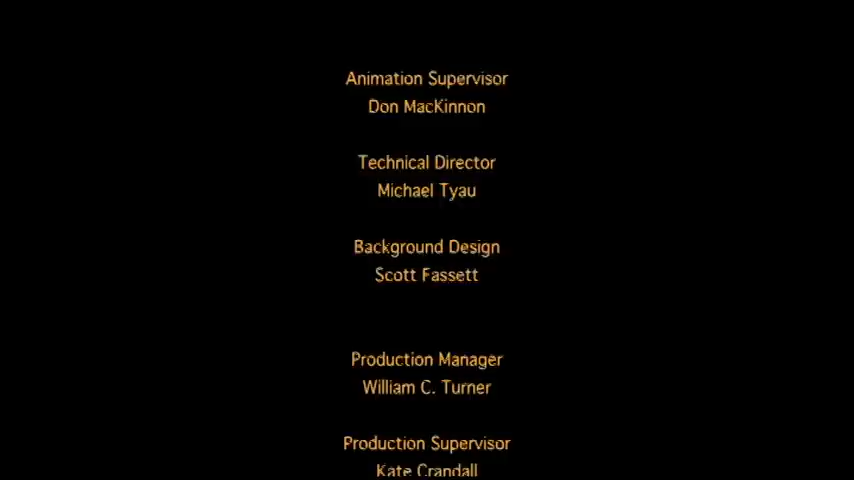 Animation Supervisor
Don MacKinnon
Technical Director
Michael Tyau
Background Design
Scott Fassett
Production Manager
William C. Turner
Production Supervisor
Kate Crandall